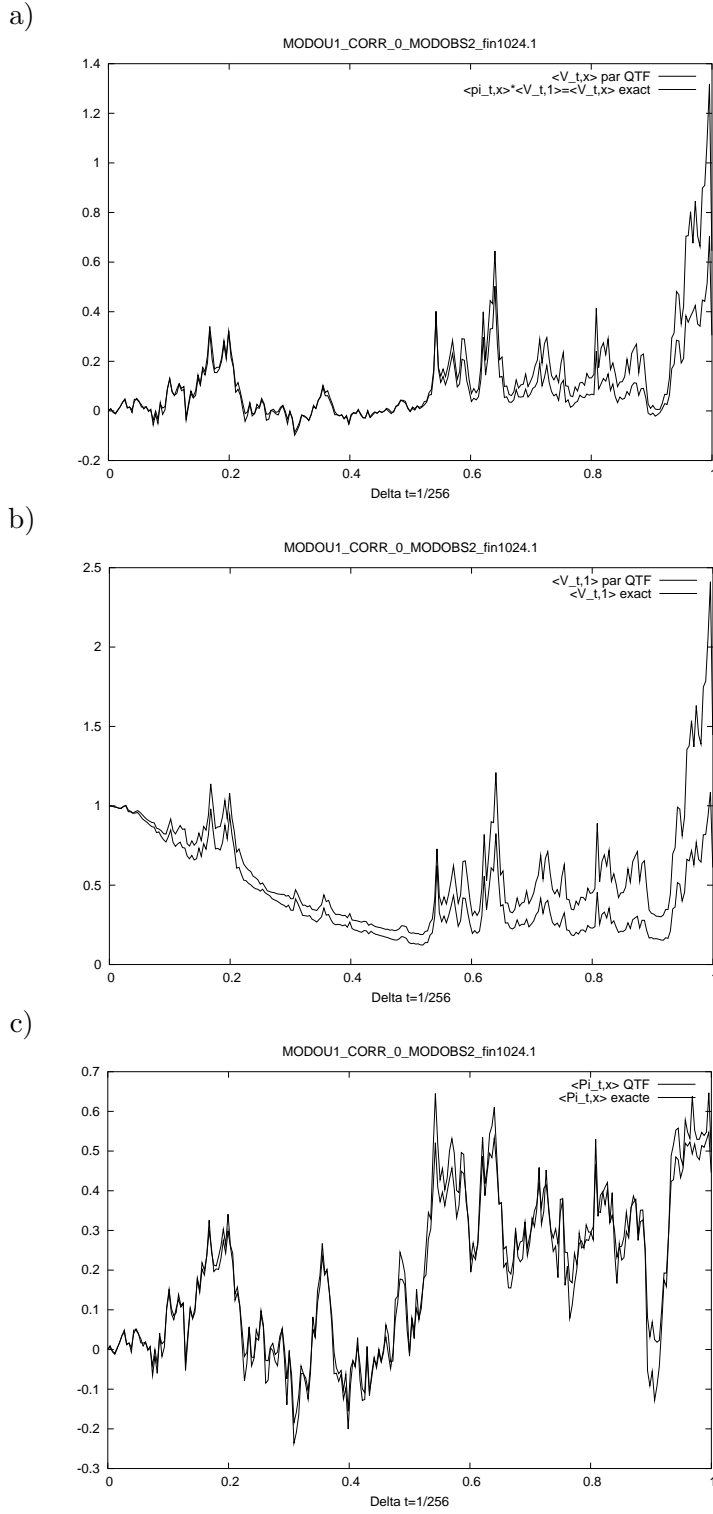 a)
MODOU1_CORR_0_MODOBS2_fin1024.1
1.4
<V_t,x> par QTF
<pi_t,x>*<V_t,1>=<V_t,x> exact
1.2
1
0.8
0.6
0.4
0.2
0
-0.2
0 0.2 0.4 0.6 0.8 1
Delta t=1/256
b)
MODOU1_CORR_0_MODOBS2_fin1024.1
2.5
<V_t,1> par QTF
<V_t,1> exact
2
1.5
1
0.5
0
0 0.2 0.4 0.6 0.8 1
Delta t=1/256
c)
MODOU1_CORR_0_MODOBS2_fin1024.1
0.7
<Pi_t,x> QTF
<Pi_t,x> exacte
0.6
0.5
0.4
0.3
0.2
0.1
0
-0.1
-0.2
-0.3
0 0.2 0.4 0.6 0.8 1
Delta t=1/256